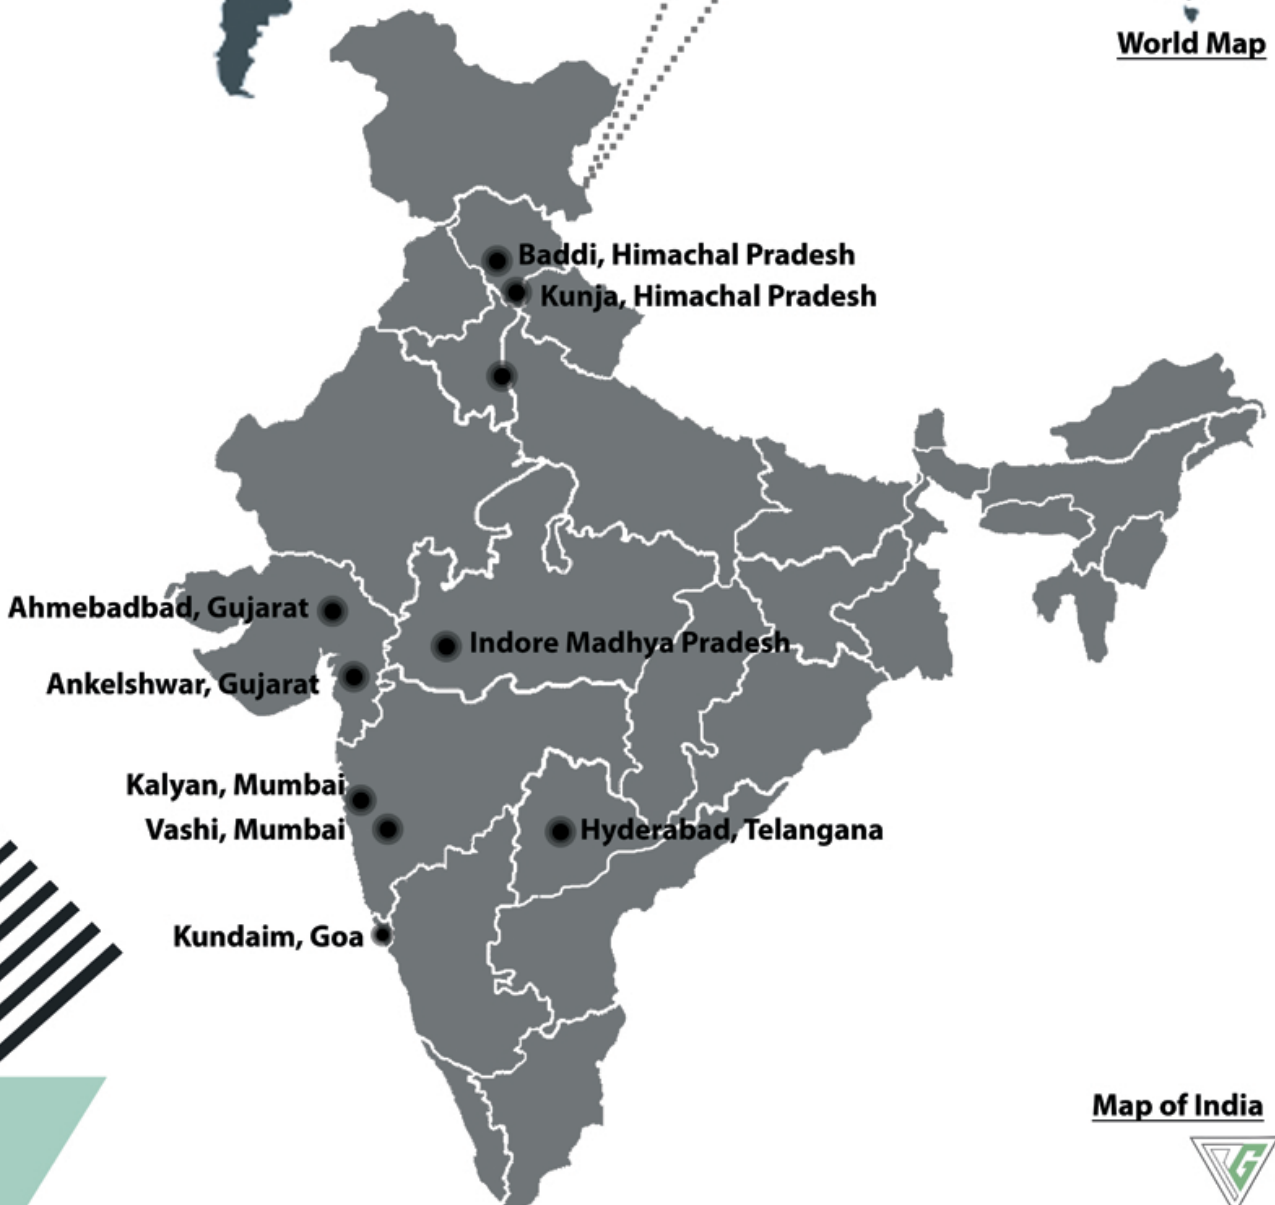 World Map
Baddi, Himachal Pradesh
Kunja, Himachal Pradesh
Ahmebadbad, Gujarat
Indore Madhya Pradesh
Ankelshwar, Gujarat
Kalyan, Mumbai
Vashi, Mumbai
Hyderabad, Telangana
Kundaim, Goa
Map of India